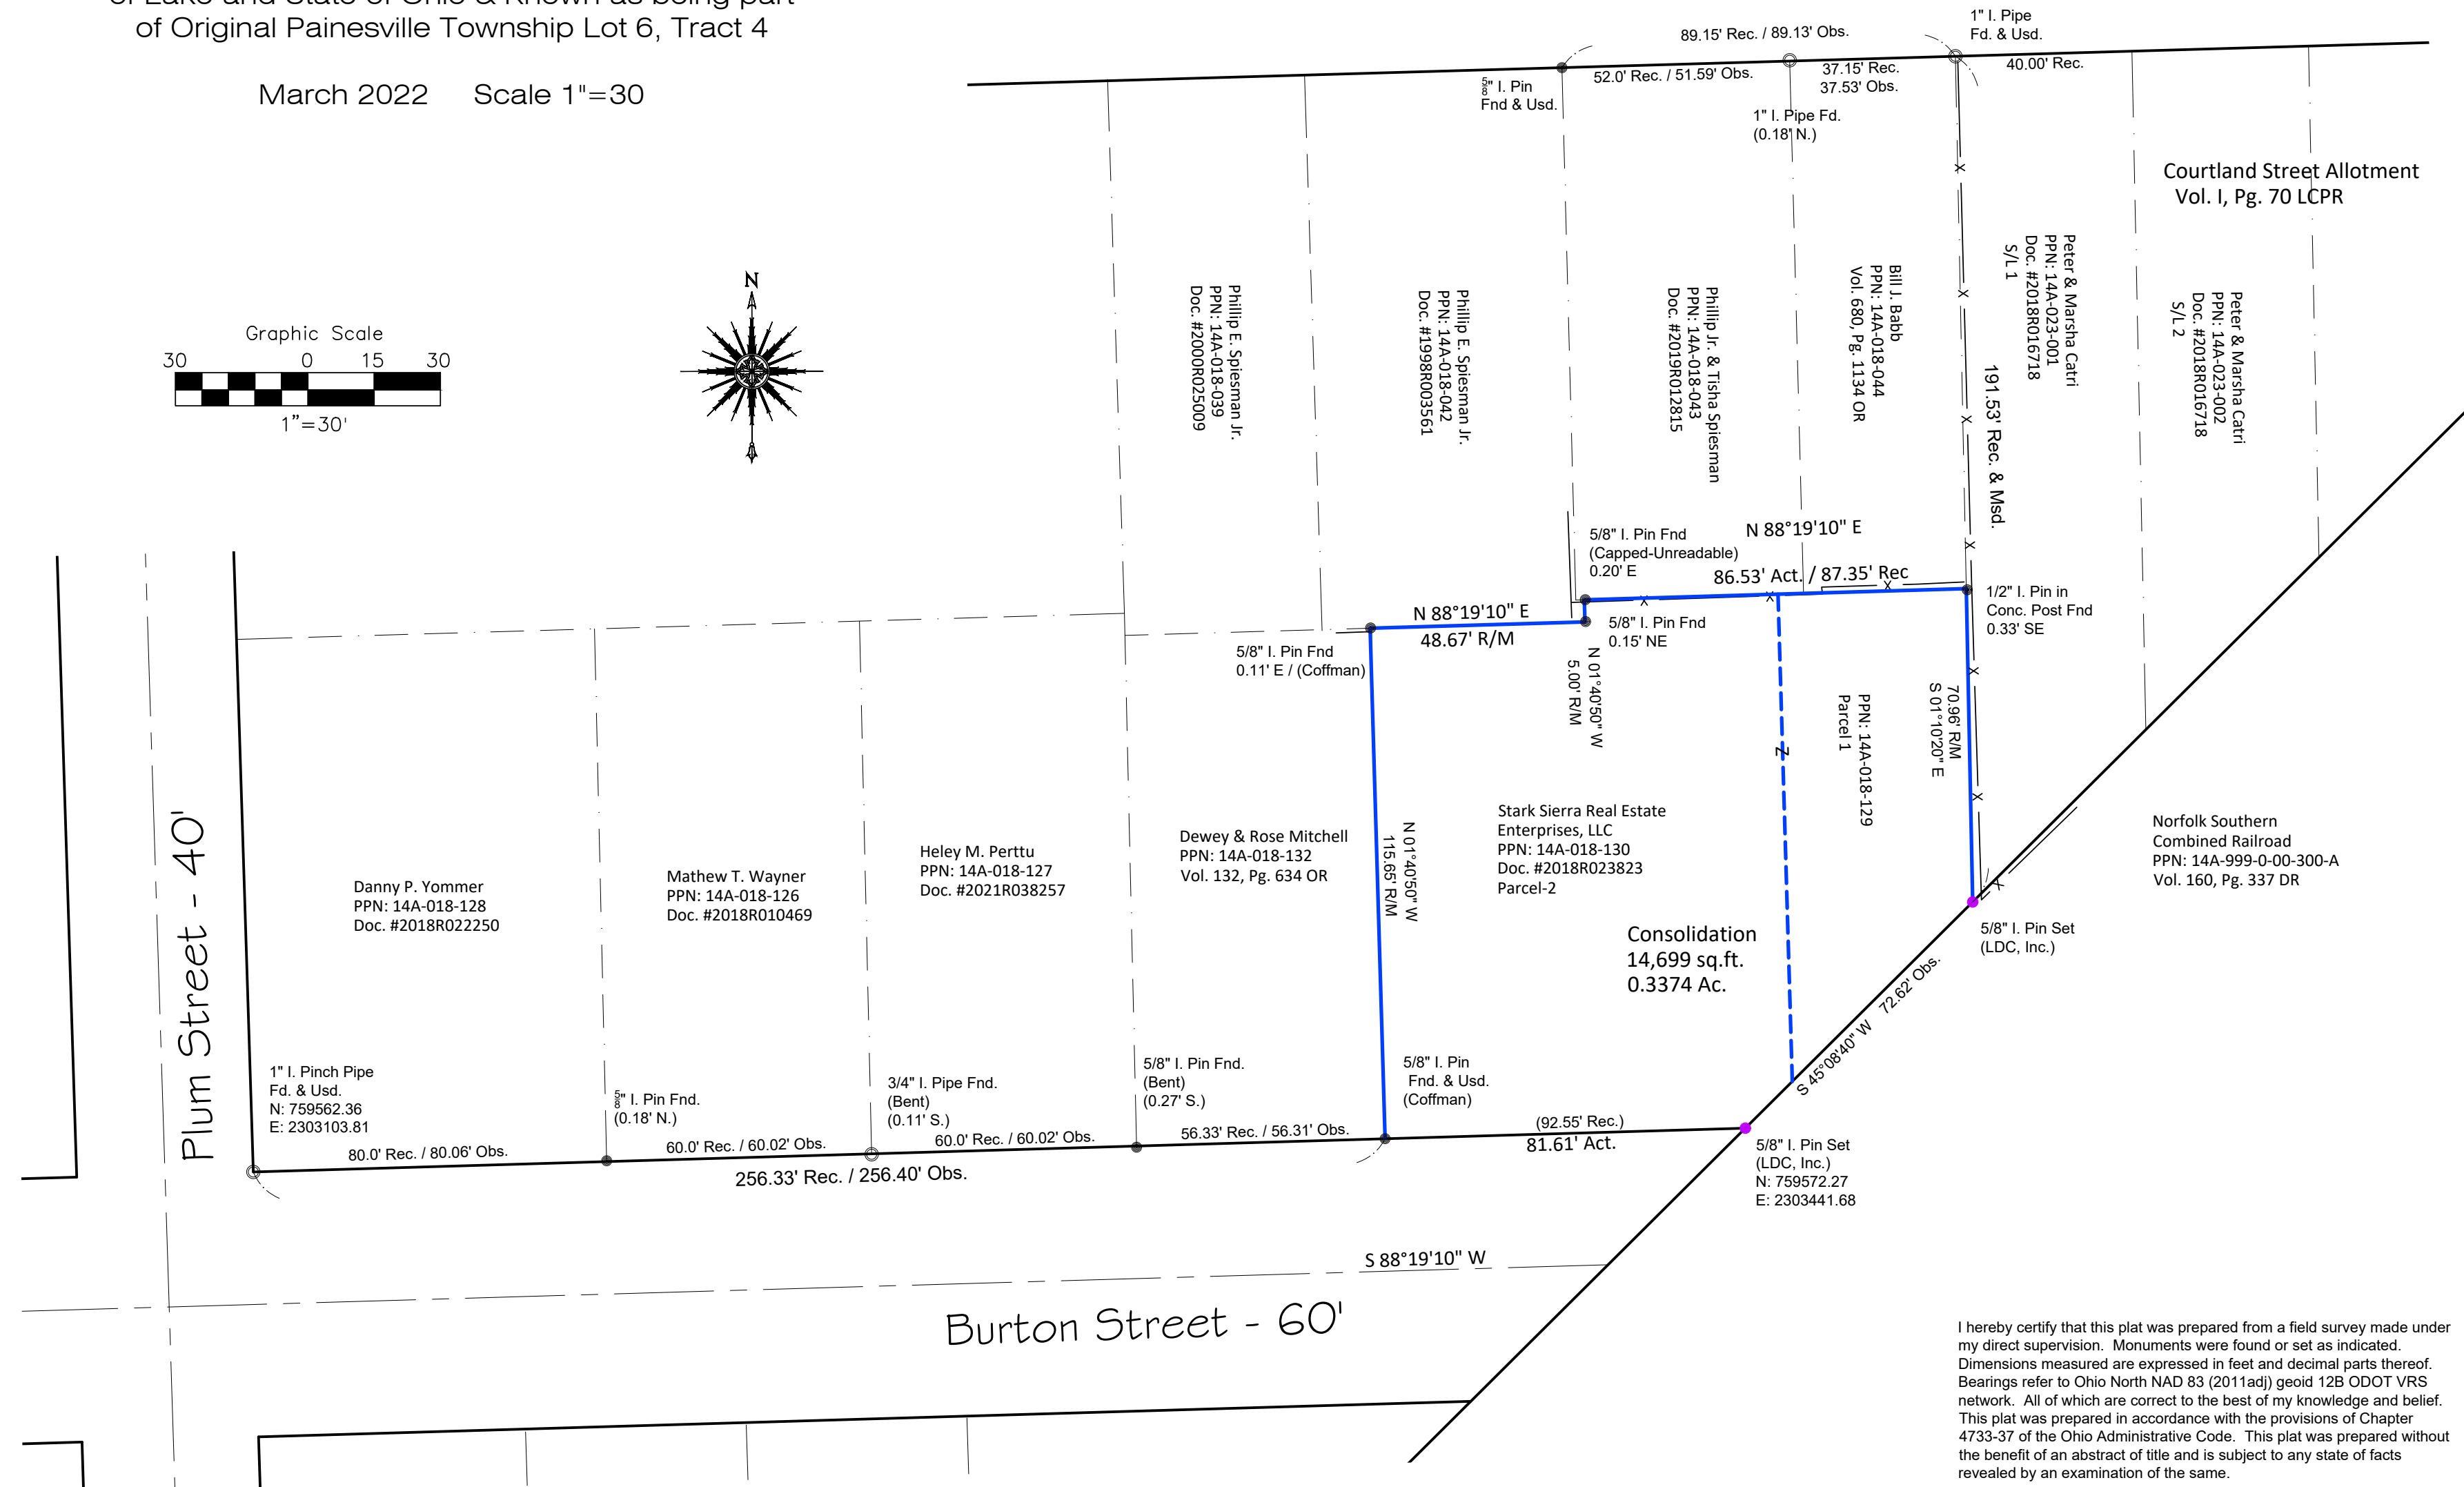 of Lake and State of Ohio & Known as being part
of Original Painesville Township Lot 6, Tract 4
March 2022 Scale 1"=30
89.15' Rec. / 89.13' Obs.
1" I. Pipe
Fd. & Usd.
52.0' Rec. / 51.59' Obs.
37.15' Rec.
37.53' Obs.
40.00' Rec.
5/8" I. Pin
Fnd & Usd.
1" I. Pipe Fd.
(0.18' N.)
Courtland Street Allotment
Vol. I, Pg. 70 LCPR
N
Graphic Scale
30 0 15 30
1"=30'
Phillip E. Spiesman Jr.
PPN: 14A-018-039
Doc. #2000R025009
Phillip E. Spiesman Jr.
PPN: 14A-018-042
Doc. #1998R003561
Phillip Jr. & Tisha Spiesman
PPN: 14A-018-043
Doc. #2019R012815
Bill J. Babb
PPN: 14A-018-044
Vol. 680, Pg. 1134 OR
191.53' Rec. & Msd.
Peter & Marsha Catri
PPN: 14A-023-001
Doc. #2018R016718
S/L 1
Peter & Marsha Catri
PPN: 14A-023-002
Doc. #2018R016718
S/L 2
5/8" I. Pin Fnd
(Capped-Unreadable)
0.20' E
N 88°19'10" E
86.53' Act. / 87.35' Rec
1/2" I. Pin in
Conc. Post Fnd
0.33' SE
N 88°19'10" E
48.67' R/M
5/8" I. Pin Fnd
0.15' NE
5/8" I. Pin Fnd
0.11' E / (Coffman)
N 01°40'50" W
5.00' R/M
Z
PPN: 14A-018-129
Parcel 1
70.96' R/M
S 01°10'20" E
X
X
X
X
X
X
X
X
X
X
Plum Street - 40'
Danny P. Yommer
PPN: 14A-018-128
Doc. #2018R022250
Mathew T. Wayner
PPN: 14A-018-126
Doc. #2018R010469
Heley M. Perttu
PPN: 14A-018-127
Doc. #2021R038257
Dewey & Rose Mitchell
PPN: 14A-018-132
Vol. 132, Pg. 634 OR
N 01°40'50" W
115.65' R/M
Stark Sierra Real Estate
Enterprises, LLC
PPN: 14A-018-130
Doc. #2018R023823
Parcel-2
Consolidation
14,699 sq.ft.
0.3374 Ac.
Norfolk Southern
Combined Railroad
PPN: 14A-999-0-00-300-A
Vol. 160, Pg. 337 DR
5/8" I. Pin Set
(LDC, Inc.)
S 45°08'40" W 72.62' Obs.
1" I. Pinch Pipe
Fd. & Usd.
N: 759562.36
E: 2303103.81
5/8" I. Pin Fnd.
(0.18' N.)
3/4" I. Pipe Fnd.
(Bent)
(0.11' S.)
5/8" I. Pin Fnd.
(Bent)
(0.27' S.)
5/8" I. Pin
Fnd. & Usd.
(Coffman)
80.0' Rec. / 80.06' Obs.
60.0' Rec. / 60.02' Obs.
60.0' Rec. / 60.02' Obs.
56.33' Rec. / 56.31' Obs.
(92.55' Rec.)
81.61' Act.
256.33' Rec. / 256.40' Obs.
5/8" I. Pin Set
(LDC, Inc.)
N: 759572.27
E: 2303441.68
S 88°19'10" W
Burton Street - 60'
I hereby certify that this plat was prepared from a field survey made under
my direct supervision. Monuments were found or set as indicated.
Dimensions measured are expressed in feet and decimal parts thereof.
Bearings refer to Ohio North NAD 83 (2011adj) geoid 12B ODOT VRS
network. All of which are correct to the best of my knowledge and belief.
This plat was prepared in accordance with the provisions of Chapter
4733-37 of the Ohio Administrative Code. This plat was prepared without
the benefit of an abstract of title and is subject to any state of facts
revealed by an examination of the same.